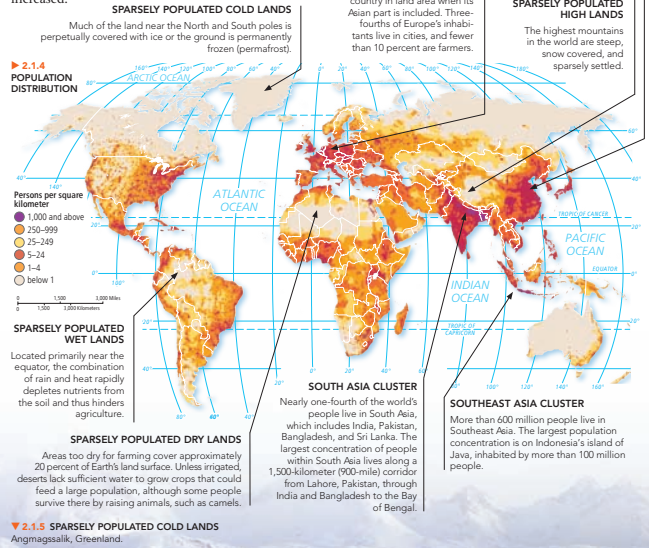 increased.
SPARSELY POPULATED COLD LANDS
Much of the land near the North and South poles is
perpetually covered with ice or the ground is permanently
frozen (permafrost).
country in land area when its
Asian part is included. Three-
fourths of Europe's inhabi-
tants live in cities, and fewer
than 10 percent are farmers.
SPARSELY POPULATED
HIGH LANDS
The highest mountains
in the world are steep,
snow covered, and
sparsely settled.
▶ 2.1.4
POPULATION
DISTRIBUTION
ARCTIC OCEAN
ATLANTIC
OCEAN
TROPIC OF CANCER
PACIFIC
OCEAN
EQUATOR
INDIAN
OCEAN
TROPIC OF
CAPRICORN
Persons per square
kilometer
1,000 and above
250–999
25–249
5–24
1–4
below 1
0 1,500 3,000 Miles
0 1,500 3,000 Kilometers
SPARSELY POPULATED
WET LANDS
Located primarily near the
equator, the combination
of rain and heat rapidly
depletes nutrients from
the soil and thus hinders
agriculture.
SPARSELY POPULATED DRY LANDS
Areas too dry for farming cover approximately
20 percent of Earth's land surface. Unless irrigated,
deserts lack sufficient water to grow crops that could
feed a large population, although some people
survive there by raising animals, such as camels.
SOUTH ASIA CLUSTER
Nearly one-fourth of the world's
people live in South Asia,
which includes India, Pakistan,
Bangladesh, and Sri Lanka. The
largest concentration of people
within South Asia lives along a
1,500-kilometer (900-mile) corridor
from Lahore, Pakistan, through
India and Bangladesh to the Bay
of Bengal.
SOUTHEAST ASIA CLUSTER
More than 600 million people live in
Southeast Asia. The largest population
concentration is on Indonesia's island of
Java, inhabited by more than 100 million
people.
▼ 2.1.5 SPARSELY POPULATED COLD LANDS
Angmagssalik, Greenland.